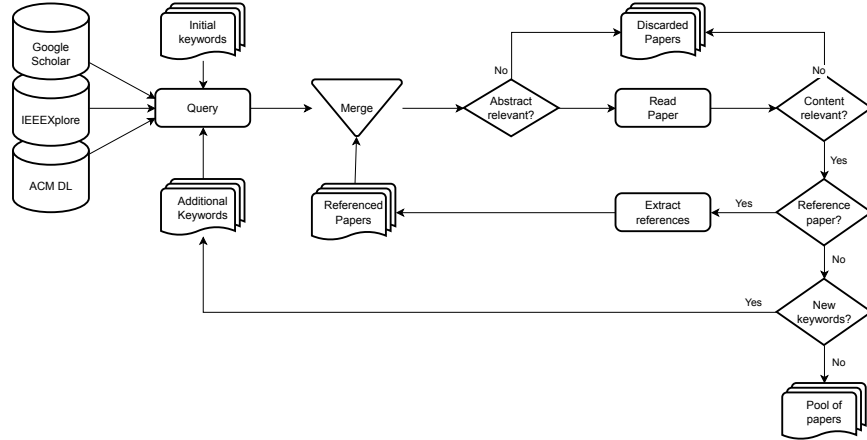 Google
Scholar
IEEEXplore
ACM DL
Initial
keywords
Query
Additional
Keywords
Merge
Referenced
Papers
No
Abstract
relevant?
Discarded
Papers
Read
Paper
No
Content
relevant?
Yes
Reference
paper?
Yes
Extract
references
No
New
keywords?
Yes
No
Pool of
papers